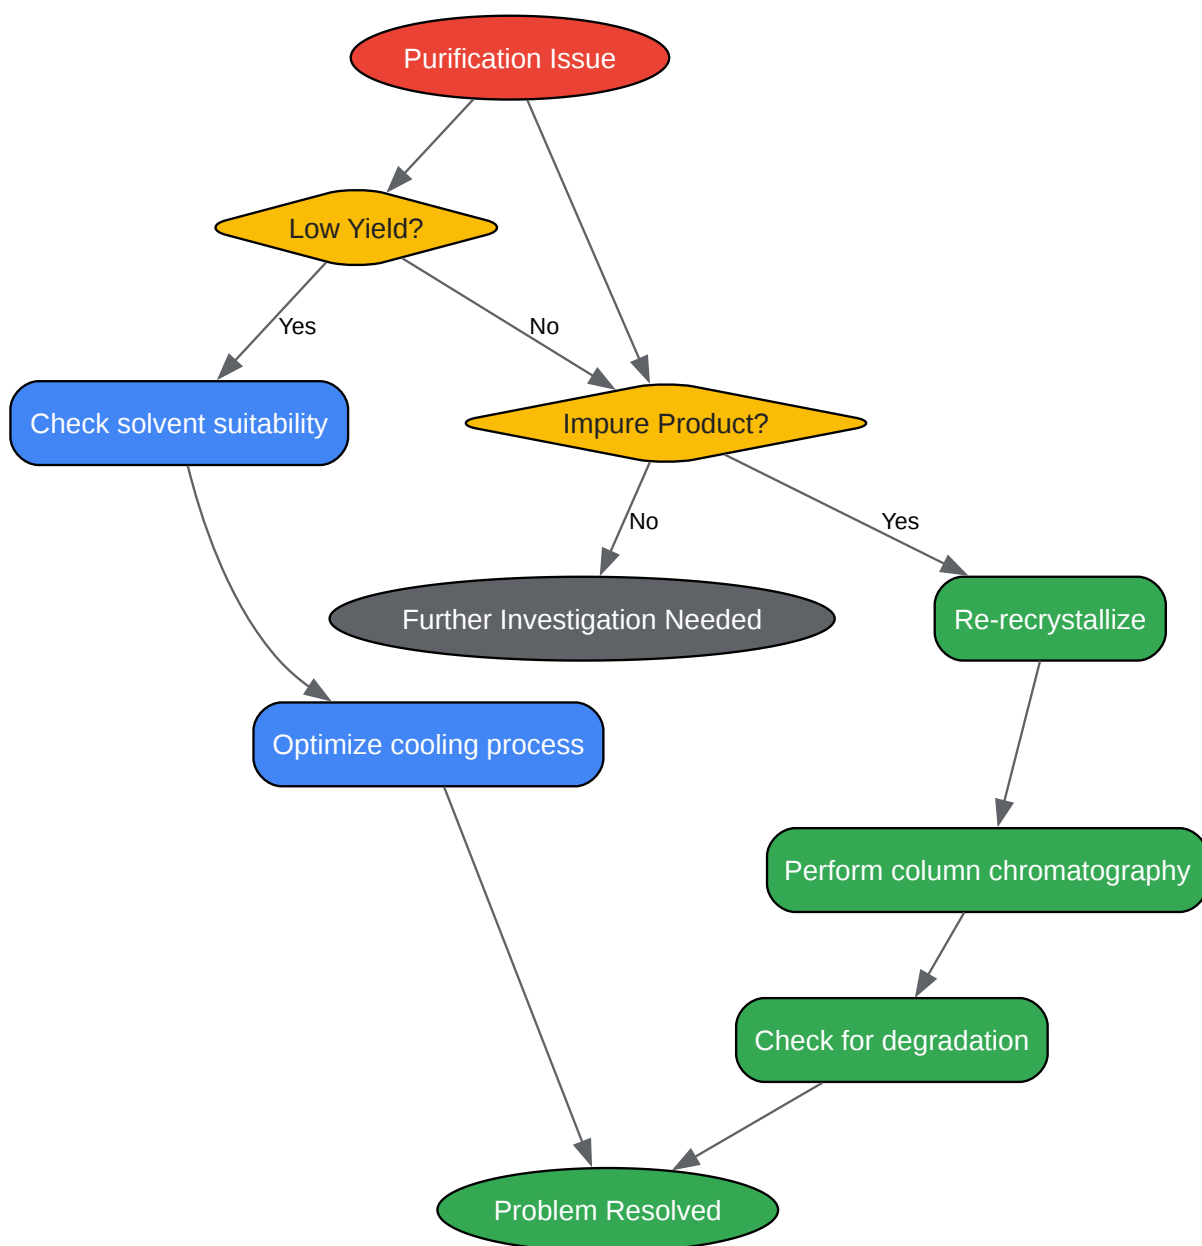 Purification Issue
Low Yield?
Yes
No
Check solvent suitability
Impure Product?
No
Yes
Further Investigation Needed
Re-recrystallize
Optimize cooling process
Perform column chromatography
Check for degradation
Problem Resolved